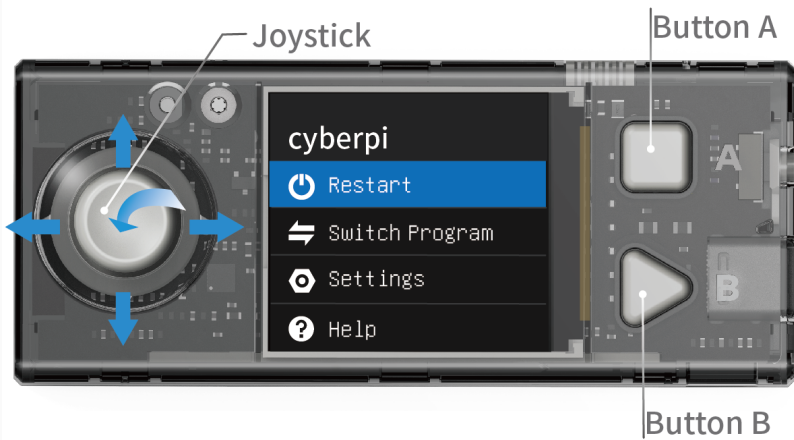 Joystick
Button A
cyberpi
Restart
Switch Program
Settings
Help
A
B
Button B